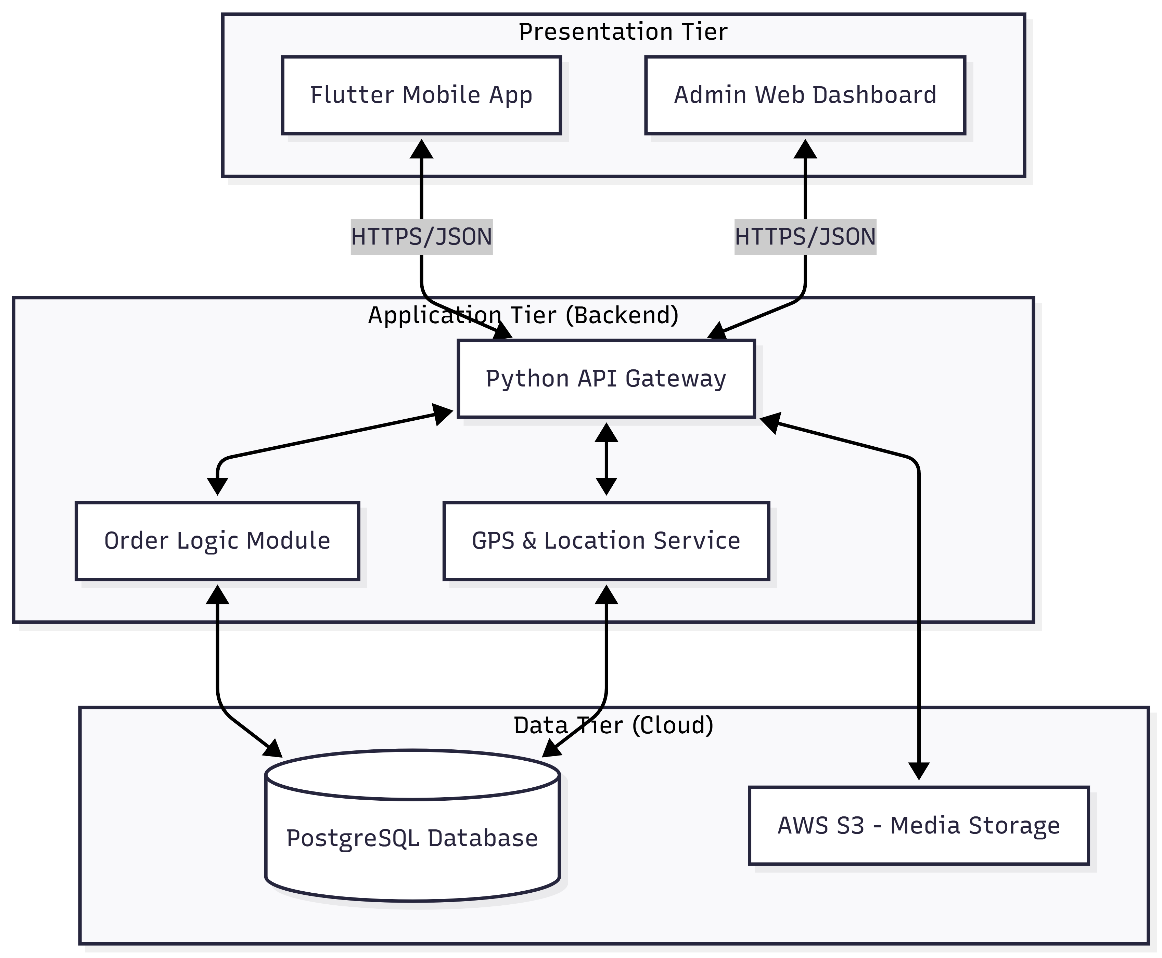 Presentation Tier
Flutter Mobile App
Admin Web Dashboard
HTTPS/JSON
HTTPS/JSON
Application Tier (Backend)
Python API Gateway
Order Logic Module
GPS & Location Service
Data Tier (Cloud)
PostgreSQL Database
AWS S3 - Media Storage